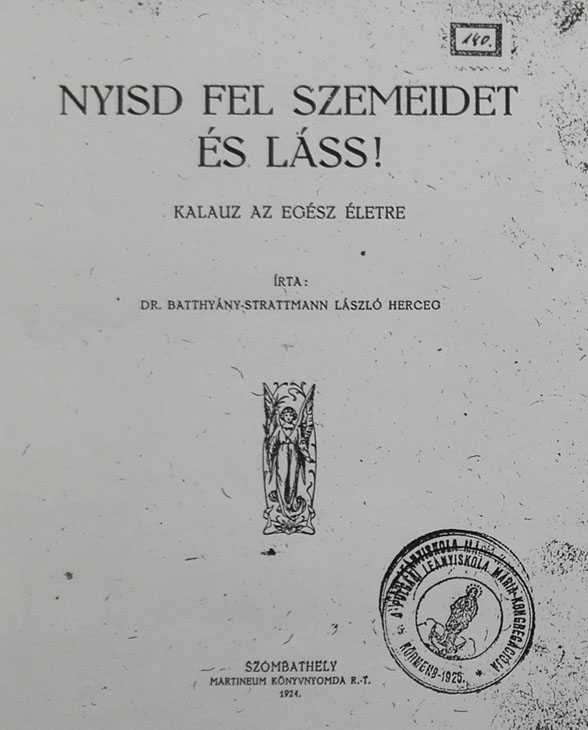 140.
NYISD FEL SZEMEIDET
ÉS LÁSS!
KALAUZ AZ EGÉSZ ÉLETRE
ÍRTA:
DR. BATTHYÁNY-STRATTMANN LÁSZLÓ HERCEG
A POLGÁRI LEÁNYISKOLA MÁRIA-KONGREGÁCIÓJA
KÖRMEND-1925.
SZOMBATHELY
MARTINEUM KÖNYVNYOMDA R.-T.
1924.